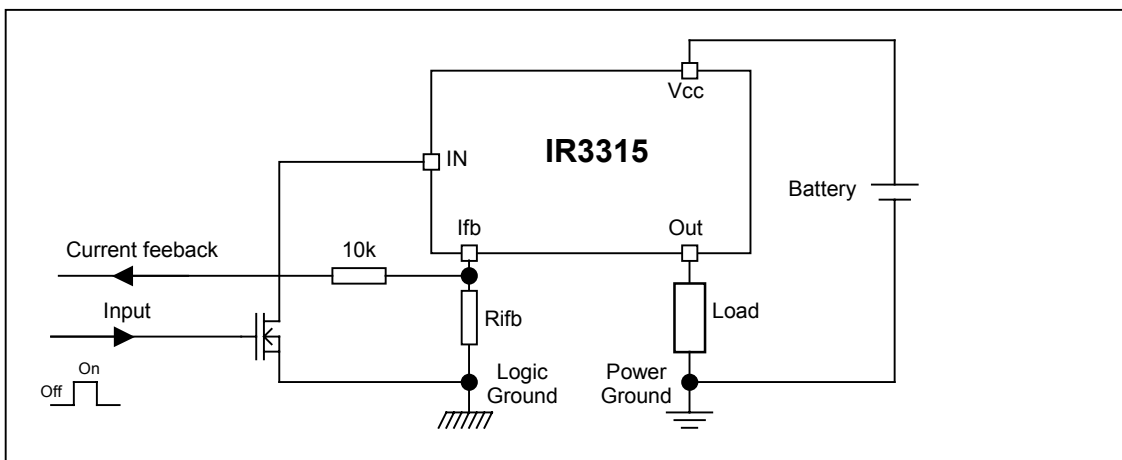 Vcc
IR3315
IN
Battery
Ifb
Out
Current feeback
10k
Input
Rifb
Load
On
Off
Logic
Ground
Power
Ground